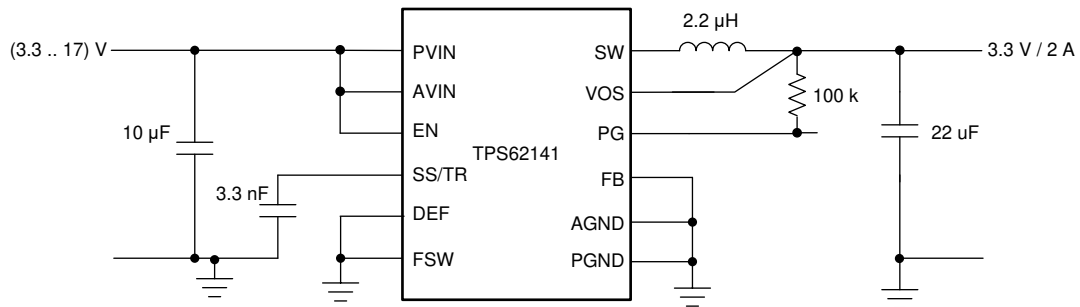 2.2 µH
(3.3 .. 17) V
PVIN
SW
3.3 V / 2 A
AVIN
VOS
100 k
10 µF
EN
PG
22 uF
TPS62141
SS/TR
FB
3.3 nF
DEF
AGND
FSW
PGND